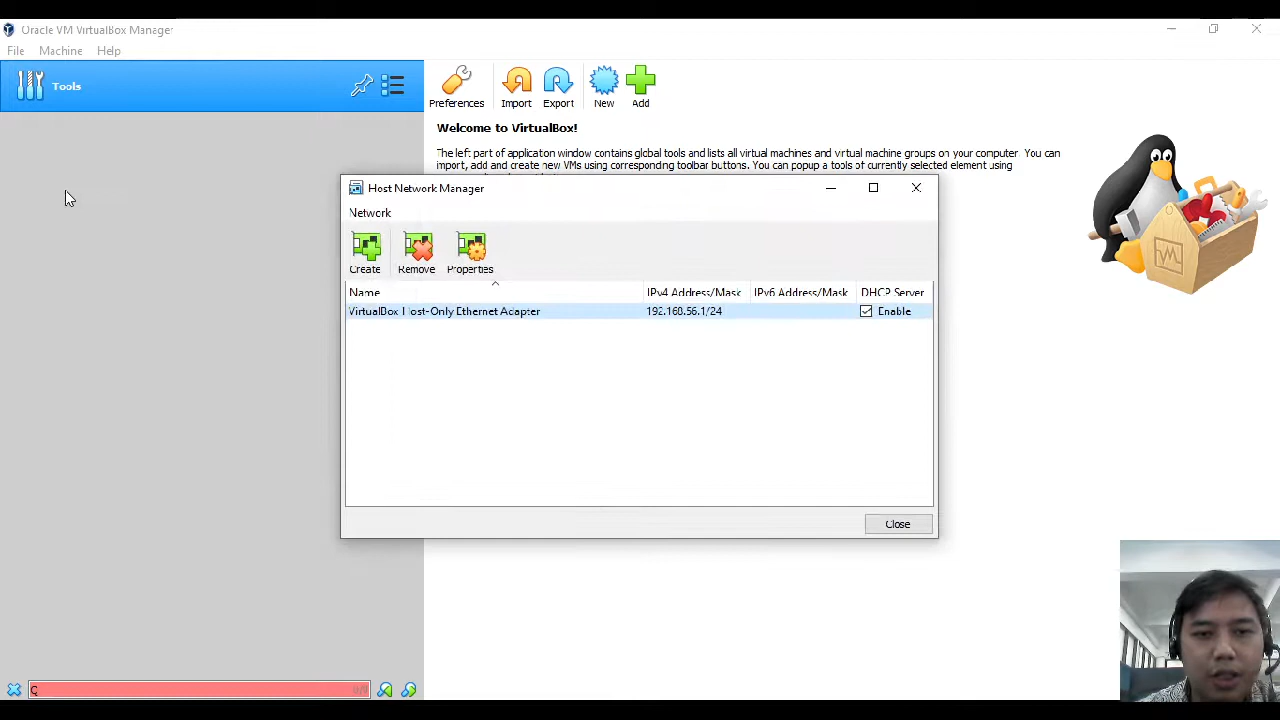 Oracle VM VirtualBox Manager
File Machine Help
Tools
Preferences Import Export New Add
Welcome to VirtualBox!
The left part of application window contains global tools and lists all virtual machines and virtual machine groups on your computer. You can
import, add and create new VMs using corresponding toolbar buttons. You can popup a tools of currently selected element using
Host Network Manager
Network
Create Remove Properties
Name IPv4 Address/Mask IPv6 Address/Mask DHCP Server
VirtualBox Host-Only Ethernet Adapter 192.168.56.1/24 Enable
Close
Q 0/0